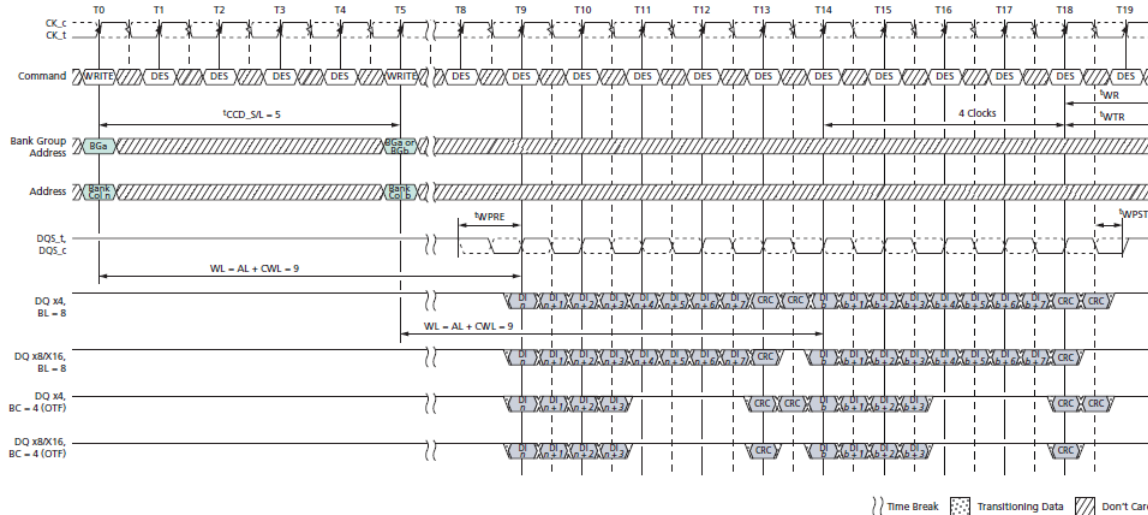 T0 T1 T2 T3 T4 T5 T8 T9 T10 T11 T12 T13 T14 T15 T16 T17 T18 T19
CK_c
CK_t
Command WRITE DES DES DES DES WRITE DES DES DES DES DES DES DES DES DES DES DES DES
tWR
tCCD_S/L = 5
4 Clocks
tWTR
Bank Group
Address
BGa
BGa or
BGb
Address
Bank
Col n
Bank
Col b
tWPRE
tWPST
DQS_t,
DQS_c
WL = AL + CWL = 9
DQ x4,
BL = 8
DI n DI n+1 DI n+2 DI n+3 DI n+4 DI n+5 DI n+6 DI n+7 CRC CRC DI b DI b+1 DI b+2 DI b+3 DI b+4 DI b+5 DI b+6 DI b+7 CRC CRC
WL = AL + CWL = 9
DQ x8/X16,
BL = 8
DI n DI n+1 DI n+2 DI n+3 DI n+4 DI n+5 DI n+6 DI n+7 CRC DI b DI b+1 DI b+2 DI b+3 DI b+4 DI b+5 DI b+6 DI b+7 CRC
DQ x4,
BC = 4 (OTF)
DI n DI n+1 DI n+2 DI n+3 CRC CRC DI b DI b+1 DI b+2 DI b+3 CRC CRC
DQ x8/X16,
BC = 4 (OTF)
DI n DI n+1 DI n+2 DI n+3 CRC DI b DI b+1 DI b+2 DI b+3 CRC
Time Break Transitioning Data Don't Car